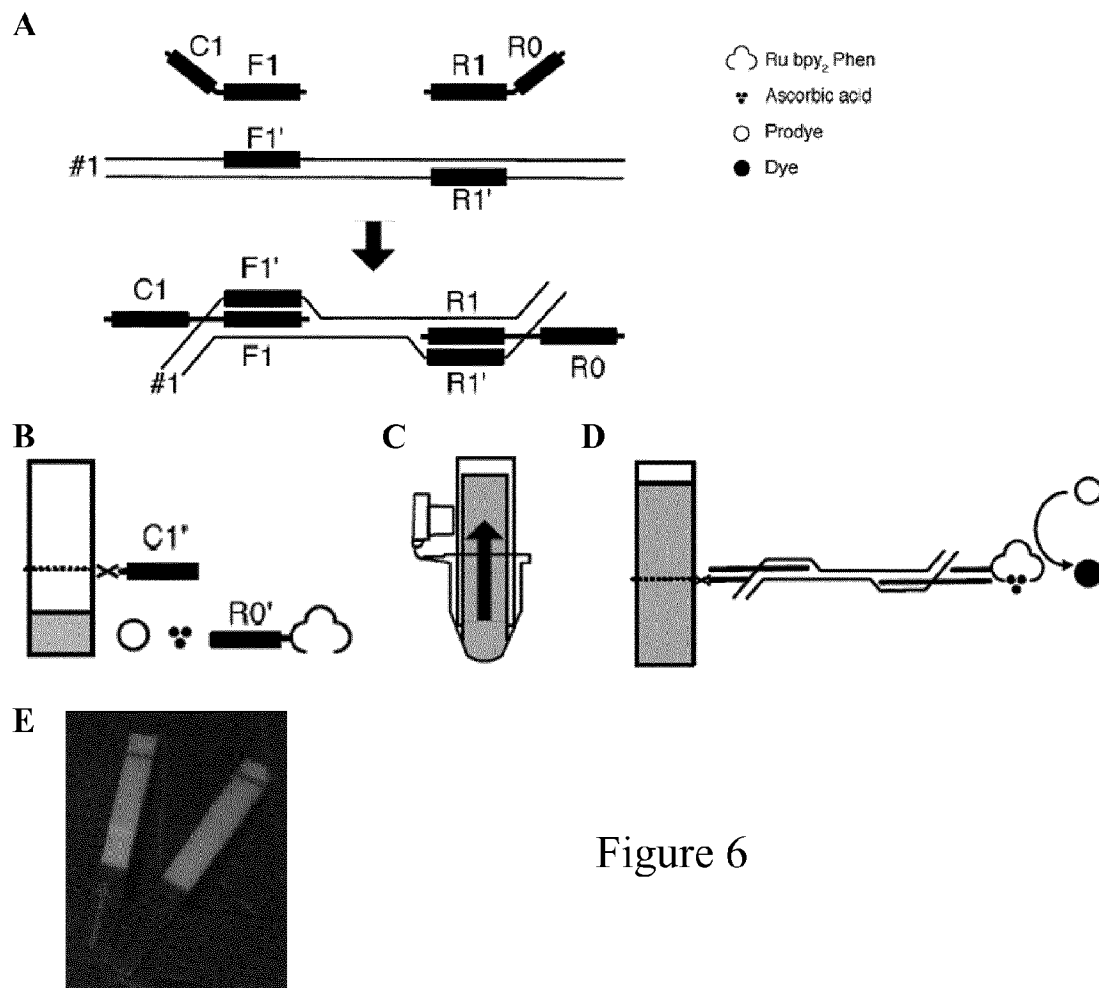 A
C1 F1 R1 R0
F1'
#1
R1'
F1'
C1 R1
F1
#1 R1' R0
Ru bpy₂ Phen
Ascorbic acid
Prodye
Dye
B
C1'
R0'
C
D
E
Figure 6